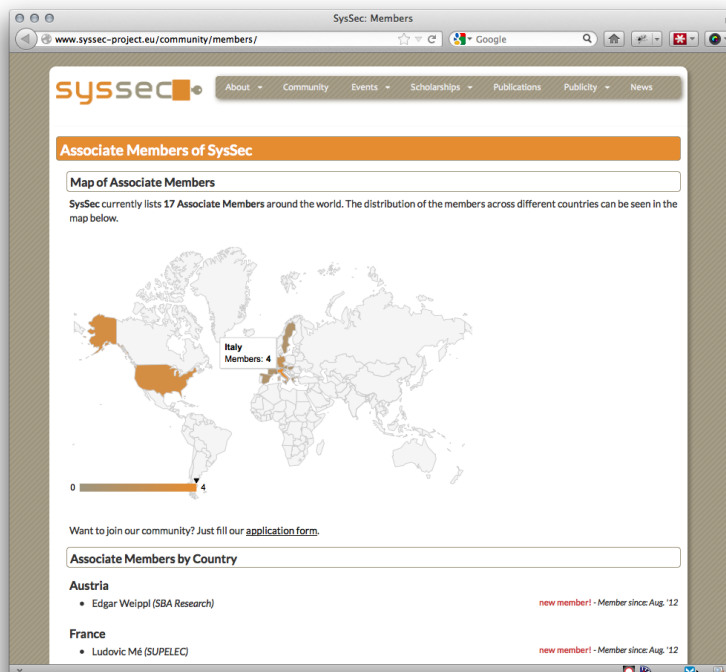 SysSec: Members
www.syssec-project.eu/community/members/
Google
syssec
About
Community
Events
Scholarships
Publications
Publicity
News
Associate Members of SysSec
Map of Associate Members
SysSec currently lists 17 Associate Members around the world. The distribution of the members across different countries can be seen in the
map below.
Italy
Members: 4
0
4
Want to join our community? Just fill our application form.
Associate Members by Country
Austria
• Edgar Weippl (SBA Research)
new member! - Member since: Aug. '12
France
• Ludovic Mé (SUPELEC)
new member! - Member since: Aug. '12